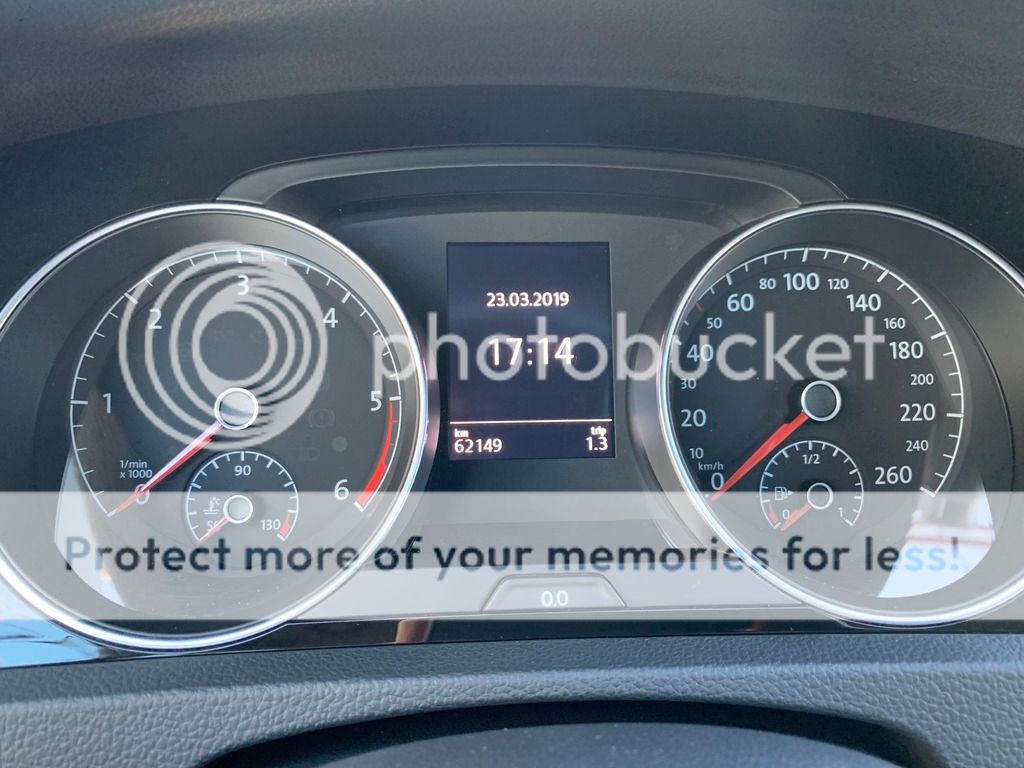 23.03.2019
17:14
km trip
62149 1.3
1 2 3 4 5 6
0
1/min
x 1000
90
50 130
0 10 20 30 40 50 60 80 100 120 140 160 180 200 220 240 260
km/h
1/2
0 1
0.0
photobucket
Protect more of your memories for less!